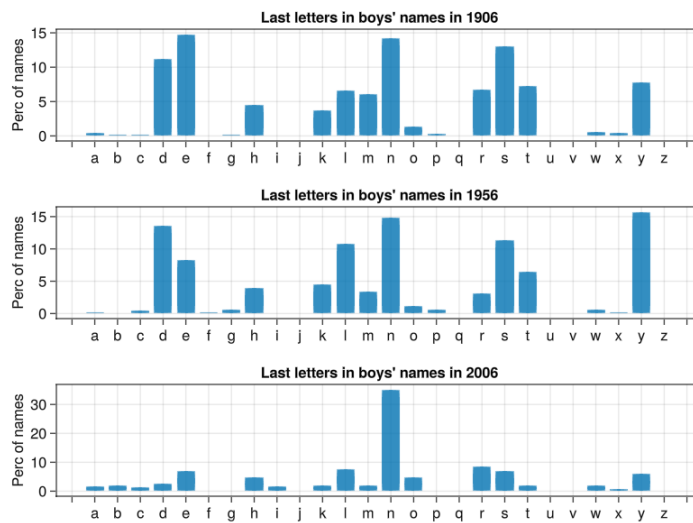 Last letters in boys' names in 1906
Perc of names
15
10
5
0
a b c d e f g h i j k l m n o p q r s t u v w x y z
Last letters in boys' names in 1956
Perc of names
15
10
5
0
a b c d e f g h i j k l m n o p q r s t u v w x y z
Last letters in boys' names in 2006
Perc of names
30
20
10
0
a b c d e f g h i j k l m n o p q r s t u v w x y z